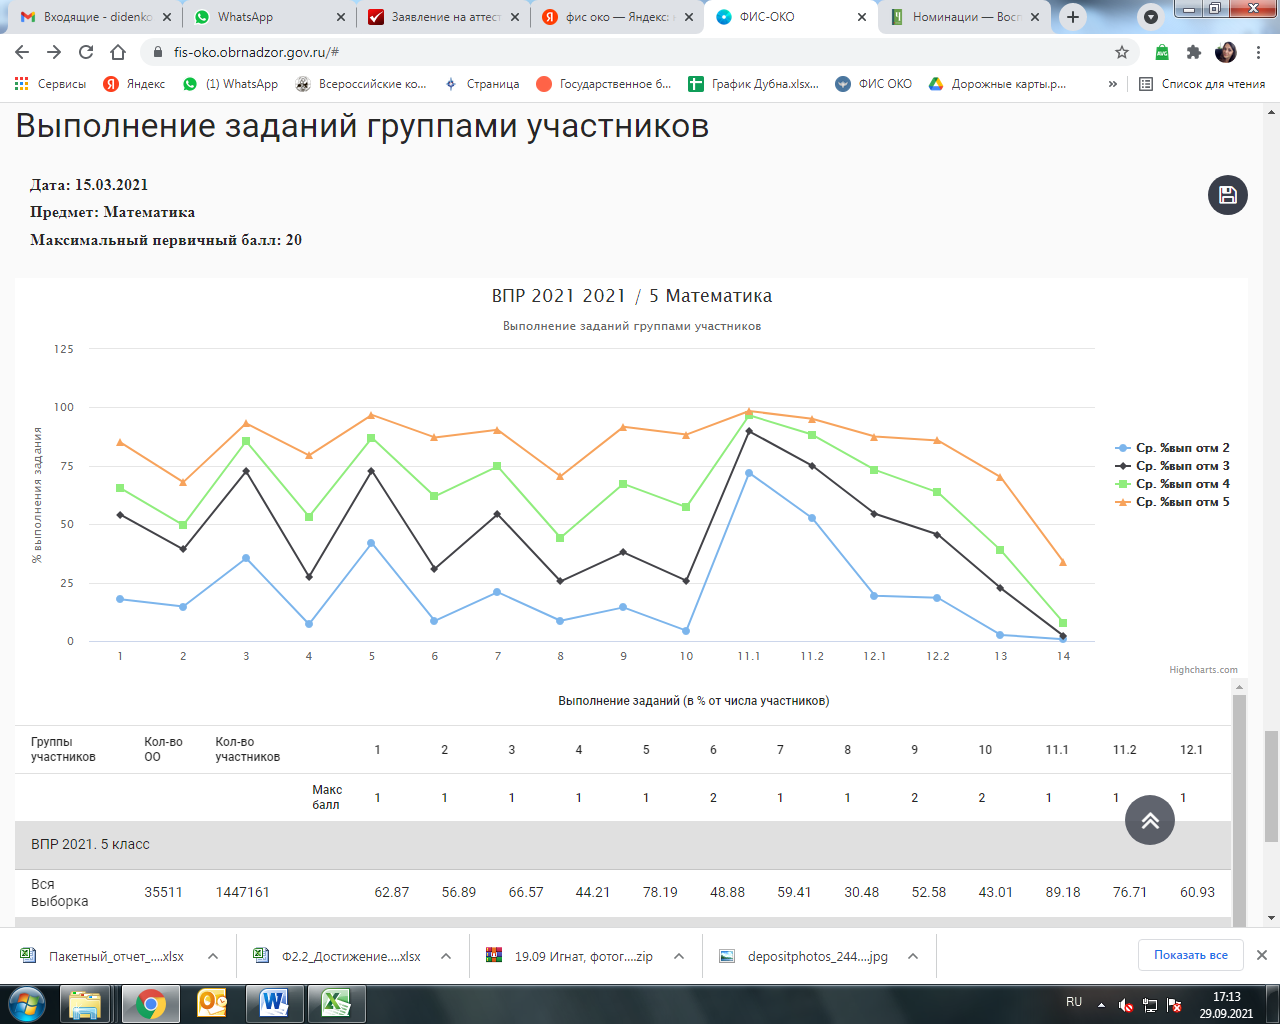 Входящие - didenko
WhatsApp
Заявление на аттест
фис око — Яндекс:
ФИС-ОКО
Номинации — Восп
fis-oko.obrnadzor.gov.ru/#
Сервисы
Яндекс
(1) WhatsApp
Всероссийские ко...
Страница
Государственное б...
График Дубна.xlsx...
ФИС ОКО
Дорожные карты.р...
»
Список для чтения
Выполнение заданий группами участников
Дата: 15.03.2021
Предмет: Математика
Максимальный первичный балл: 20
ВПР 2021 2021 / 5 Математика
Выполнение заданий группами участников
% выполнения задания
125
100
75
50
25
0
1 2 3 4 5 6 7 8 9 10 11.1 11.2 12.1 12.2 13 14
Ср. %вып отм 2
Ср. %вып отм 3
Ср. %вып отм 4
Ср. %вып отм 5
Highcharts.com
Выполнение заданий (в % от числа участников)
Группы участников Кол-во ОО Кол-во участников 1 2 3 4 5 6 7 8 9 10 11.1 11.2 12.1
Макс балл 1 1 1 1 1 2 1 1 2 2 1 1 1
ВПР 2021. 5 класс
Вся выборка 35511 1447161 62.87 56.89 66.57 44.21 78.19 48.88 59.41 30.48 52.58 43.01 89.18 76.71 60.93
Пакетный_отчет_....xlsx
Ф2.2_Достижение....xlsx
19.09 Игнат, фотог....zip
depositphotos_244....jpg
Показать все
RU
17:13
29.09.2021